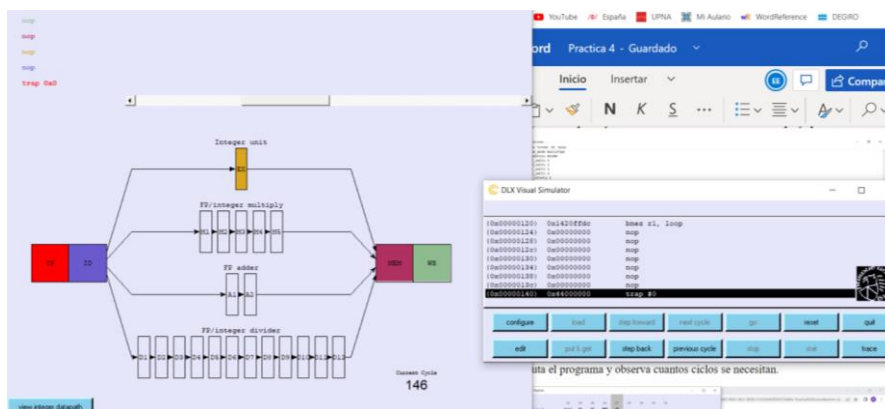 nop
nop
nop
nop
trap 0x0
Integer unit
EX
FP/integer multiply
M1 M2 M3 M4 M5
IF ID
MEM WB
FP adder
A1 A2
FP/integer divider
D1 D2 D3 D4 D5 D6 D7 D8 D9 D10 D11 D12
Current Cycle
146
view integer datapath
YouTube España UPNA Mi Aulario WordReference DEGIRO
Practica 4 - Guardado
Inicio Insertar
EE Compar
N K S ...
DLX Visual Simulator
(0x00000120) 0x1420ffdc bnez r1, loop
(0x00000124) 0x00000000 nop
(0x00000128) 0x00000000 nop
(0x0000012c) 0x00000000 nop
(0x00000130) 0x00000000 nop
(0x00000134) 0x00000000 nop
(0x00000138) 0x00000000 nop
(0x0000013c) 0x00000000 nop
(0x00000140) 0x44000000 trap #0
configure load step forward next cycle go reset quit
edit put & get step back previous cycle stop stat trace
uta el programa y observa cuantos ciclos se necesitan.